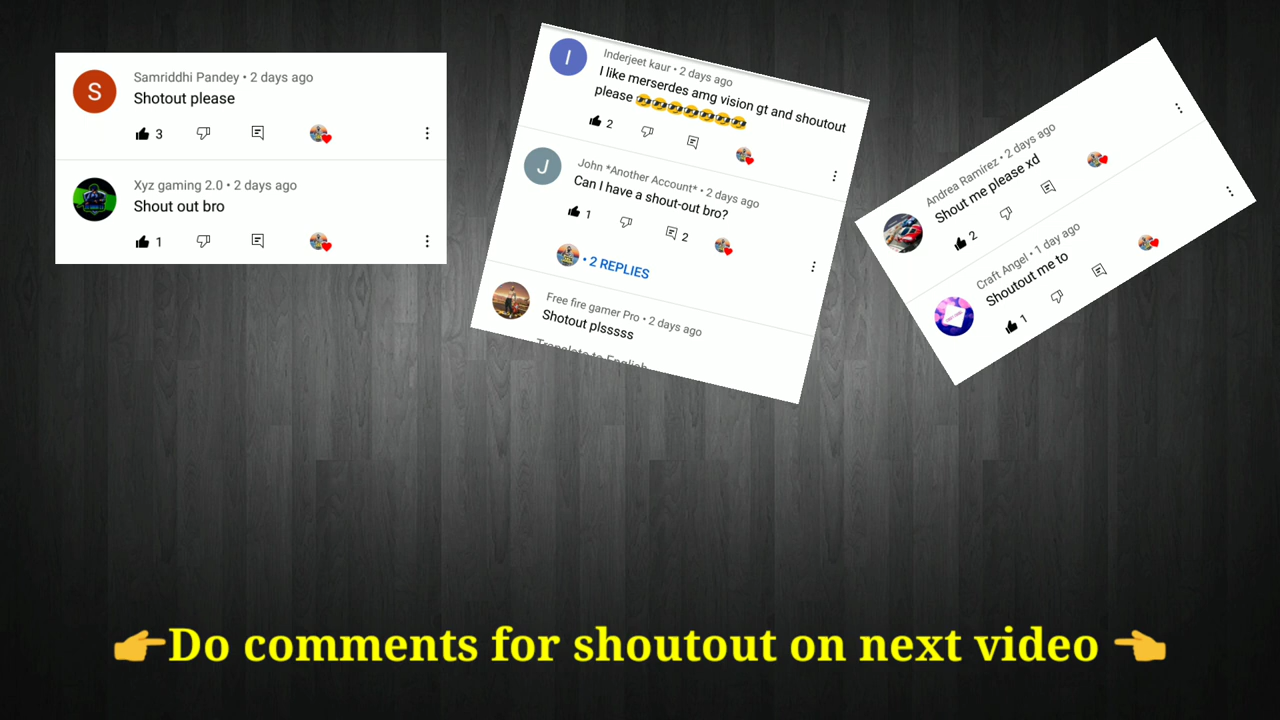 S
Samriddhi Pandey • 2 days ago
Shotout please
3
Xyz gaming 2.0 • 2 days ago
Shout out bro
1
I
Inderjeet kaur • 2 days ago
I like merserdes amg vision gt and shoutout
please 😎😎😎😎😎😎😎
2
J
John *Another Account* • 2 days ago
Can I have a shout-out bro?
1
2
• 2 REPLIES
Free fire gamer Pro • 2 days ago
Shotout plsssss
Translate to English
Andrea Ramírez • 2 days ago
Shout me please xd
2
Craft Angel • 1 day ago
Shoutout me to
1
👉Do comments for shoutout on next video 👈